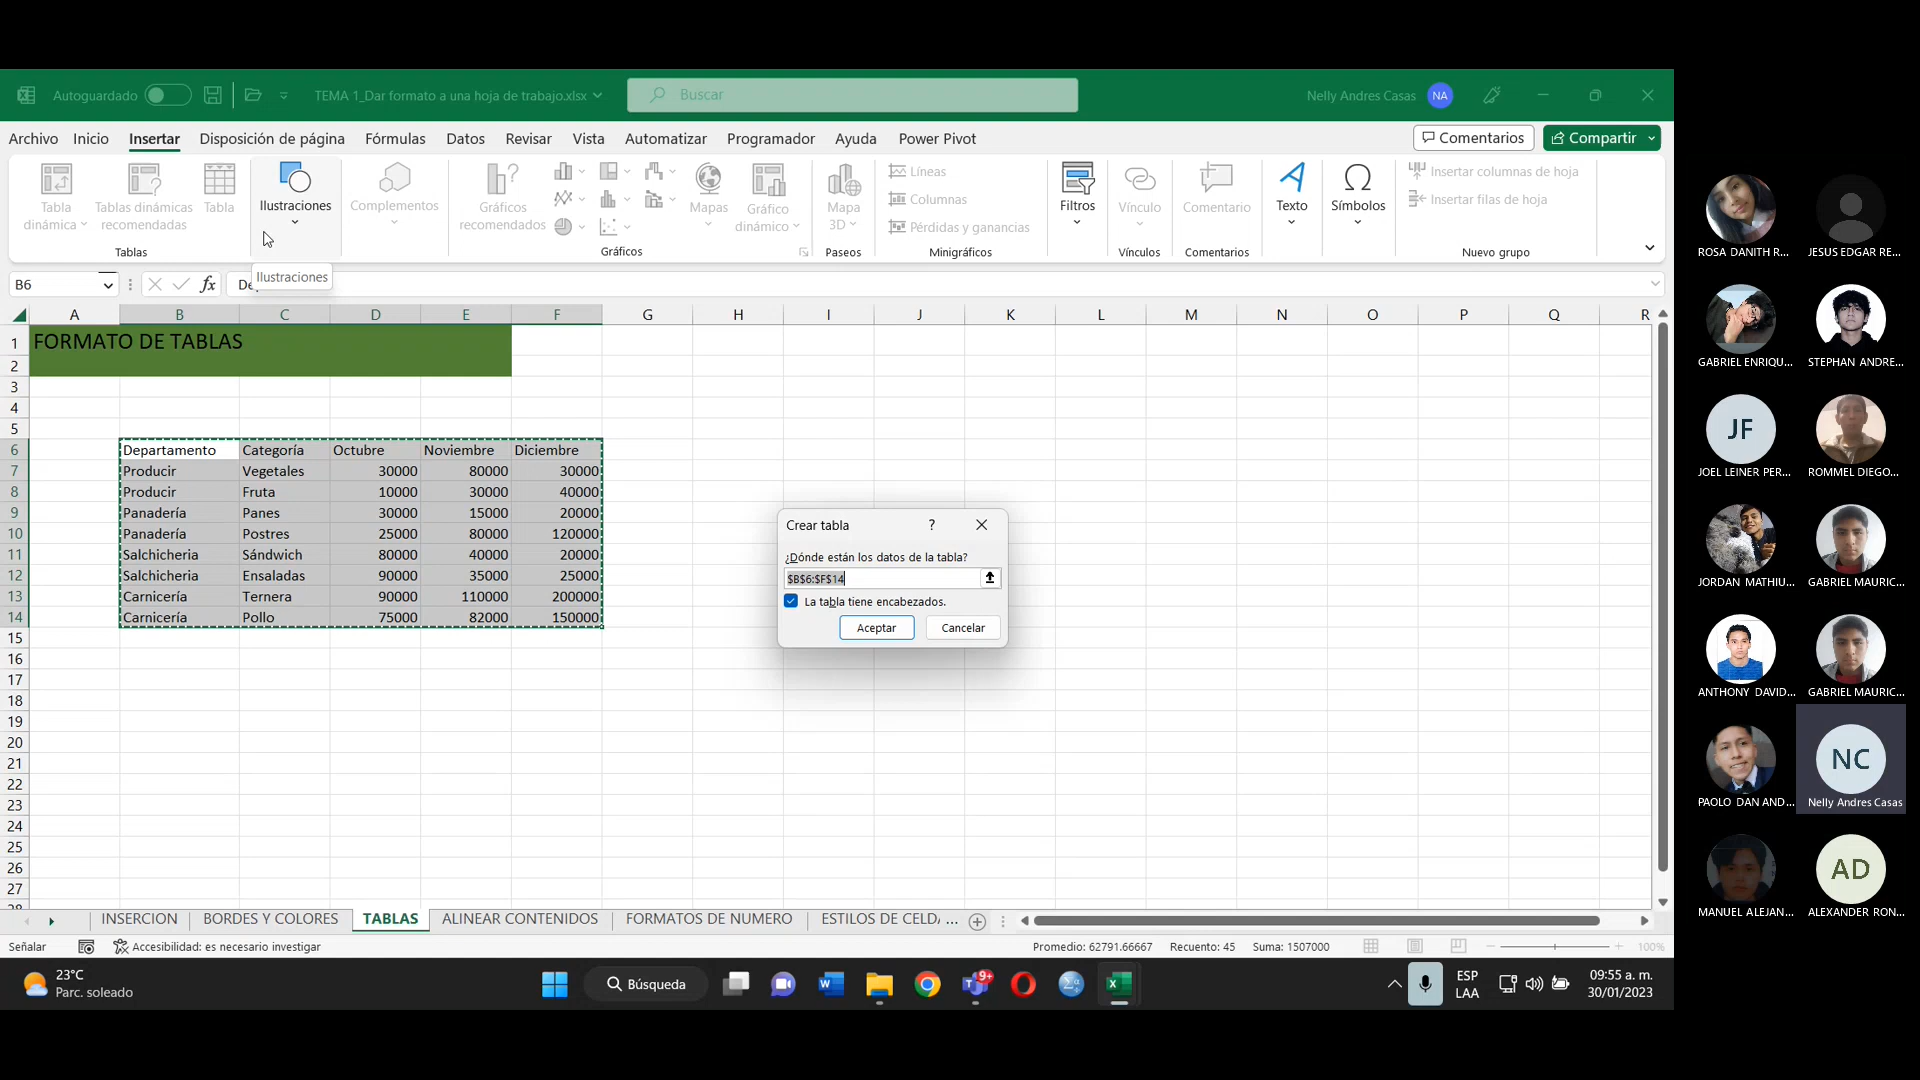 Autoguardado
TEMA 1_Dar formato a una hoja de trabajo.xlsx
Buscar
Nelly Andres Casas
NA
Archivo Inicio Insertar Disposición de página Fórmulas Datos Revisar Vista Automatizar Programador Ayuda Power Pivot
Comentarios
Compartir
Tabla dinámica
Tablas dinámicas recomendadas
Tabla
Tablas
Ilustraciones
Complementos
Gráficos recomendados
Mapas
Gráfico dinámico
Gráficos
Mapa 3D
Paseos
Líneas
Columnas
Pérdidas y ganancias
Minigráficos
Filtros
Vínculo
Vínculos
Comentario
Comentarios
Texto
Símbolos
Insertar columnas de hoja
Insertar filas de hoja
Nuevo grupo
Ilustraciones
B6
fx
A B C D E F G H I J K L M N O P Q R
1 FORMATO DE TABLAS
2
3
4
5
6 Departamento Categoría Octubre Noviembre Diciembre
7 Producir Vegetales 30000 80000 30000
8 Producir Fruta 10000 30000 40000
9 Panadería Panes 30000 15000 20000
10 Panadería Postres 25000 80000 120000
11 Salchicheria Sándwich 80000 40000 20000
12 Salchicheria Ensaladas 90000 35000 25000
13 Carnicería Ternera 90000 110000 200000
14 Carnicería Pollo 75000 82000 150000
15
16
17
18
19
20
21
22
23
24
25
26
27
28
Crear tabla ?
¿Dónde están los datos de la tabla?
$B$6:$F$14
La tabla tiene encabezados.
Aceptar Cancelar
INSERCION BORDES Y COLORES TABLAS ALINEAR CONTENIDOS FORMATOS DE NUMERO ESTILOS DE CELDA ...
Señalar
Accesibilidad: es necesario investigar
Promedio: 62791.66667 Recuento: 45 Suma: 1507000
100%
23°C
Parc. soleado
Búsqueda
9+
ESP
LAA
09:55 a. m.
30/01/2023
ROSA DANITH R...
JESUS EDGAR RE...
GABRIEL ENRIQU...
STEPHAN ANDRE...
JF
JOEL LEINER PER...
ROMMEL DIEGO...
JORDAN MATHIU...
GABRIEL MAURIC...
ANTHONY DAVID...
GABRIEL MAURIC...
PAOLO DAN AND...
NC
Nelly Andres Casas
MANUEL ALEJAN...
AD
ALEXANDER RON...